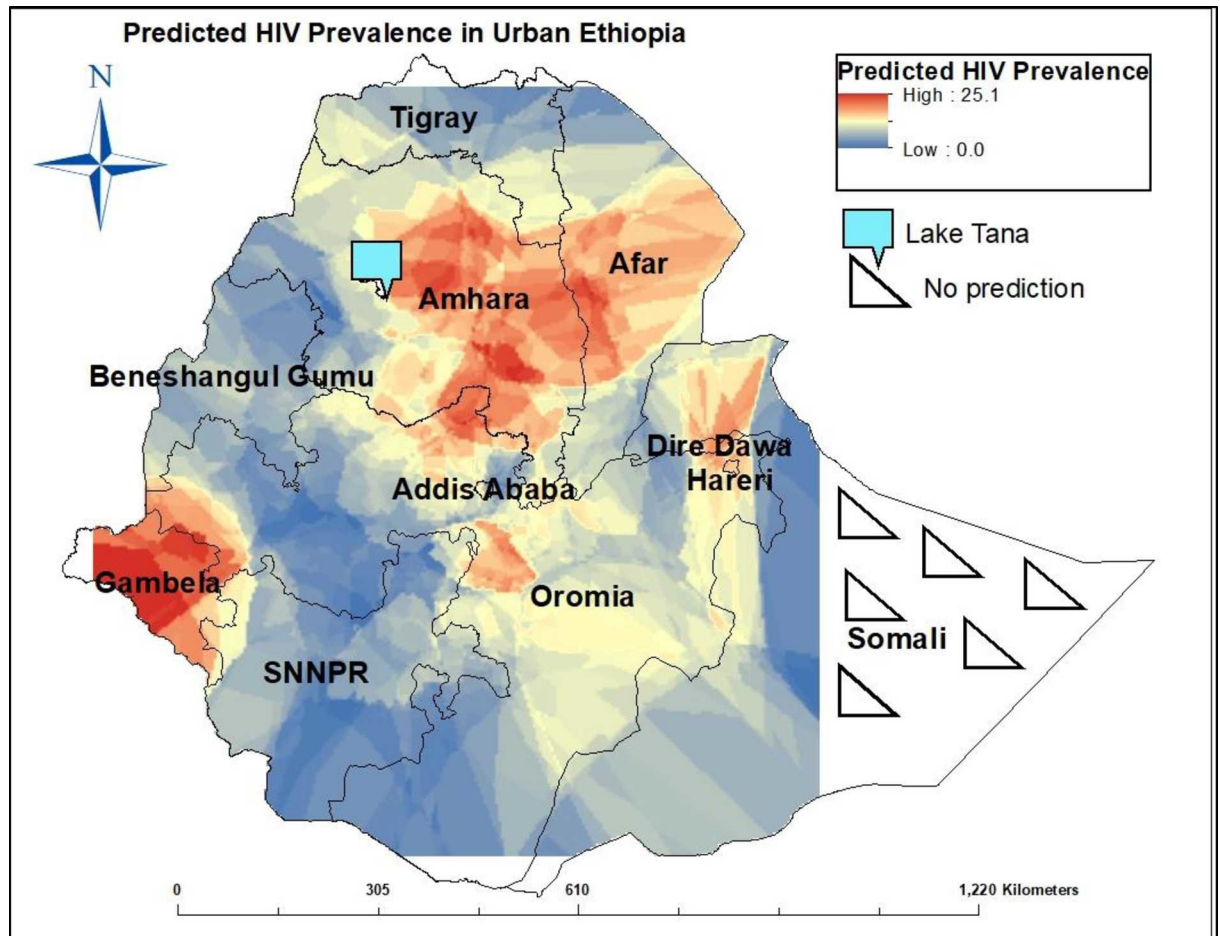 Predicted HIV Prevalence in Urban Ethiopia
N
Predicted HIV Prevalence
High : 25.1
Low : 0.0
Lake Tana
No prediction
Tigray
Afar
Amhara
Beneshangul Gumu
Dire Dawa
Hareri
Addis Ababa
Gambela
Oromia
Somali
SNNPR
0 305 610 1,220 Kilometers